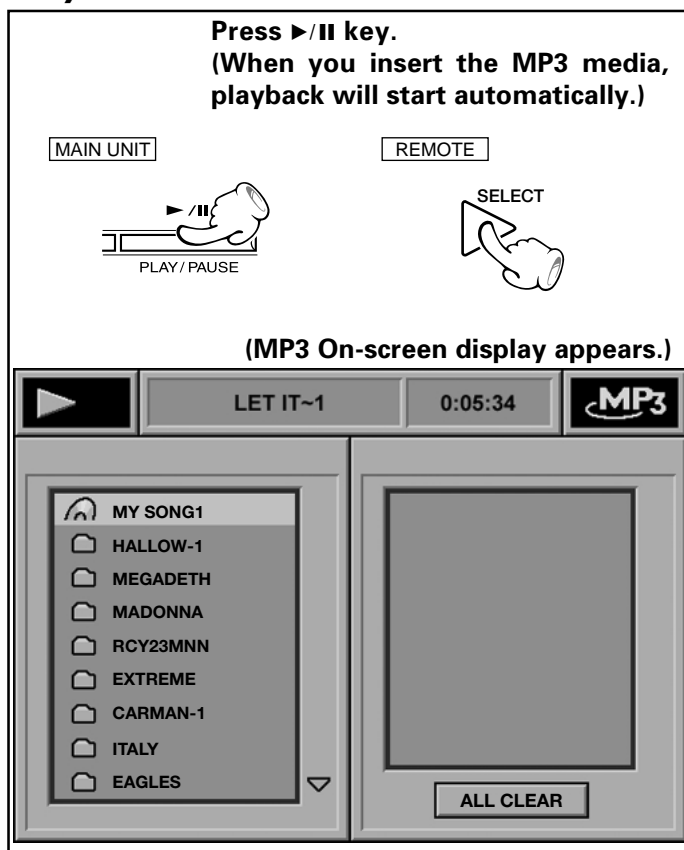 Press ►/II key.
(When you insert the MP3 media,
playback will start automatically.)
MAIN UNIT
REMOTE
►/II
SELECT
PLAY/PAUSE
(MP3 On-screen display appears.)
LET IT~1
0:05:34
MP3
MY SONG1
HALLOW-1
MEGADETH
MADONNA
RCY23MNN
EXTREME
CARMAN-1
ITALY
EAGLES
ALL CLEAR